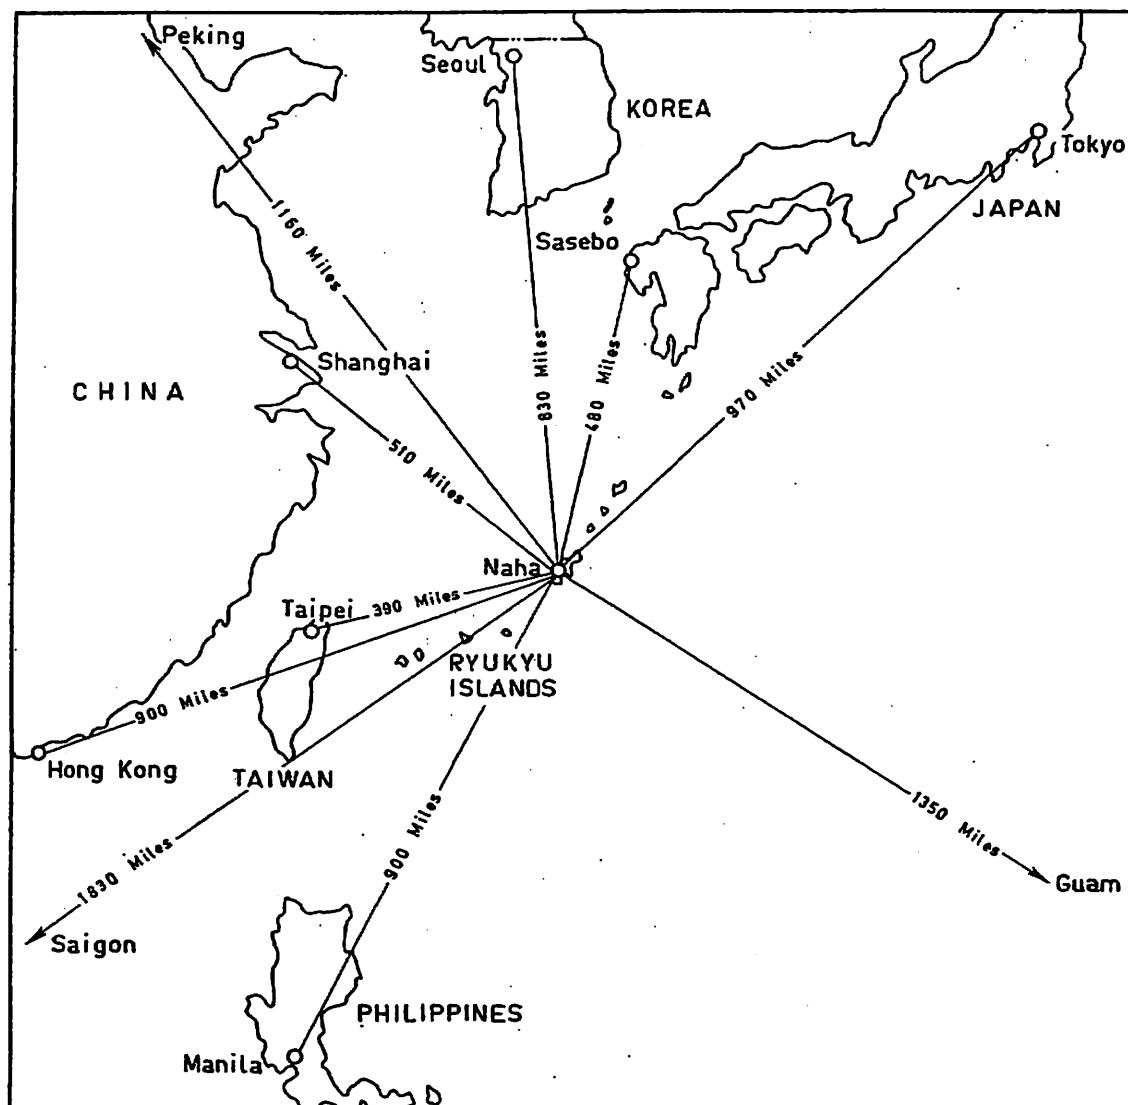 Peking
Seoul
KOREA
Tokyo
JAPAN
1160 Miles
Sasebo
830 Miles
480 Miles
970 Miles
Shanghai
CHINA
510 Miles
Naha
Taipei
390 Miles
RYUKYU
ISLANDS
900 Miles
Hong Kong
TAIWAN
1830 Miles
900 Miles
1350 Miles
Guam
Saigon
PHILIPPINES
Manila